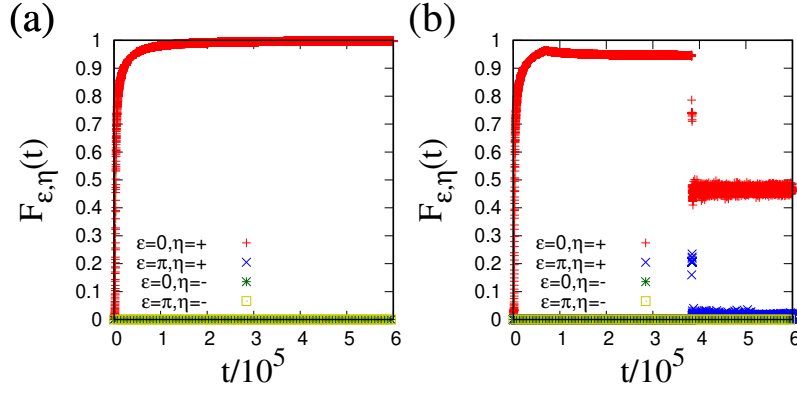 (a)
F ε,η (t)
1
0.9
0.8
0.7
0.6
0.5
0.4
0.3
0.2
0.1
0
ε=0,η=+
ε=π,η=+
ε=0,η=-
ε=π,η=-
0 1 2 3 4 5 6
t/10^5
(b)
F ε,η (t)
1
0.9
0.8
0.7
0.6
0.5
0.4
0.3
0.2
0.1
0
ε=0,η=+
ε=π,η=+
ε=0,η=-
ε=π,η=-
0 1 2 3 4 5 6
t/10^5